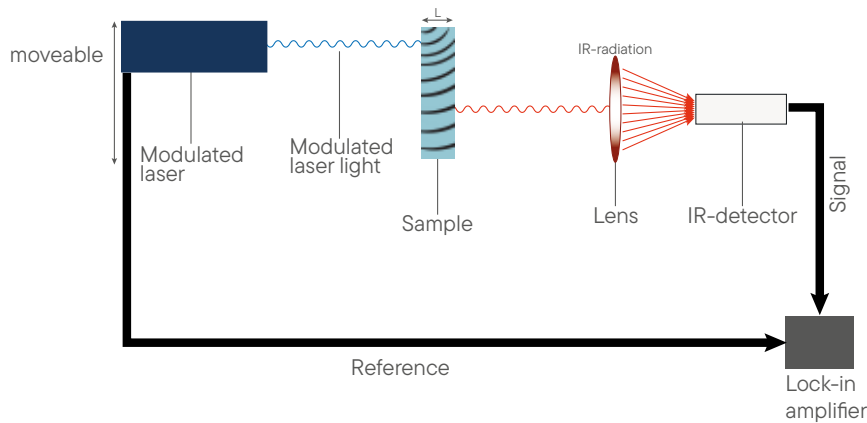 L
moveable
IR-radiation
Modulated
laser
Modulated
laser light
Sample
Lens
IR-detector
Signal
Reference
Lock-in
amplifier